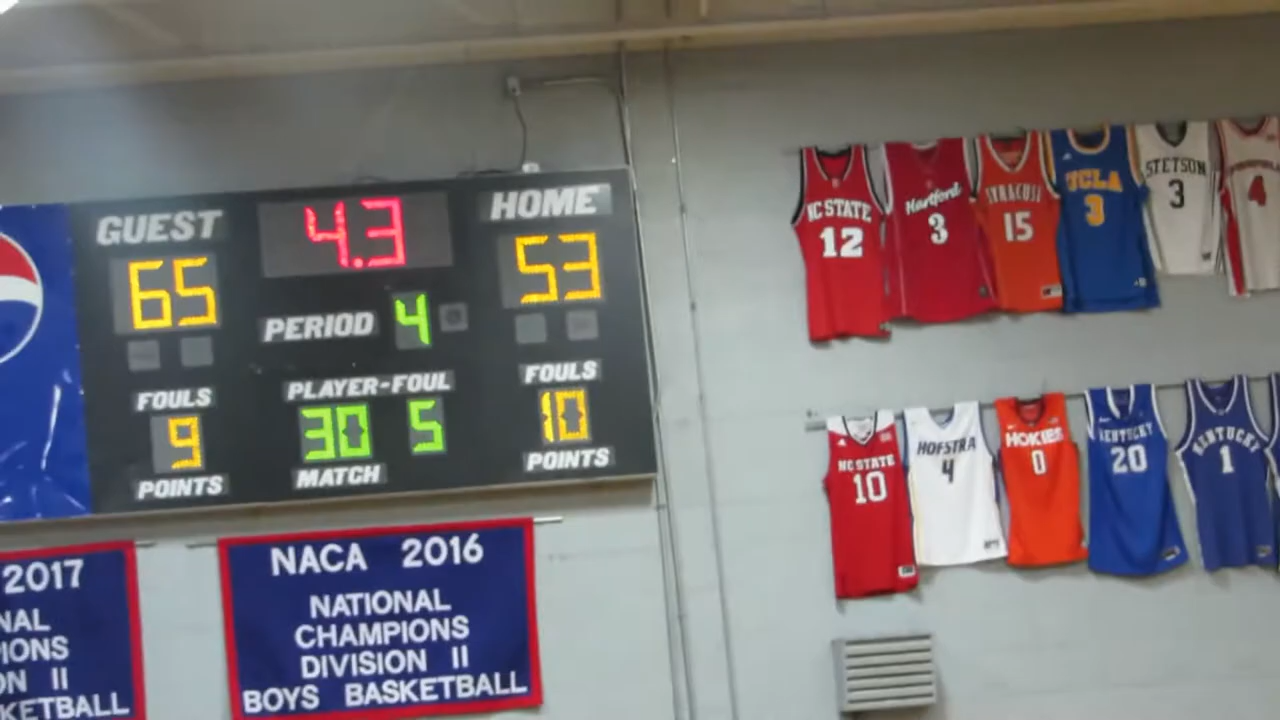 GUEST
4.3
HOME
65
53
PERIOD 4
PLAYER-FOUL
FOULS
FOULS
9
30 5
10
POINTS
MATCH
POINTS
NC STATE
12
Hartford
3
SYRACUSE
15
UCLA
3
STETSON
3
4
NC STATE
10
HOFSTRA
4
HOKIES
0
KENTUCKY
20
KENTUCKY
1
2017
NAL
IONS
ON II
KETBALL
NACA 2016
NATIONAL
CHAMPIONS
DIVISION II
BOYS BASKETBALL